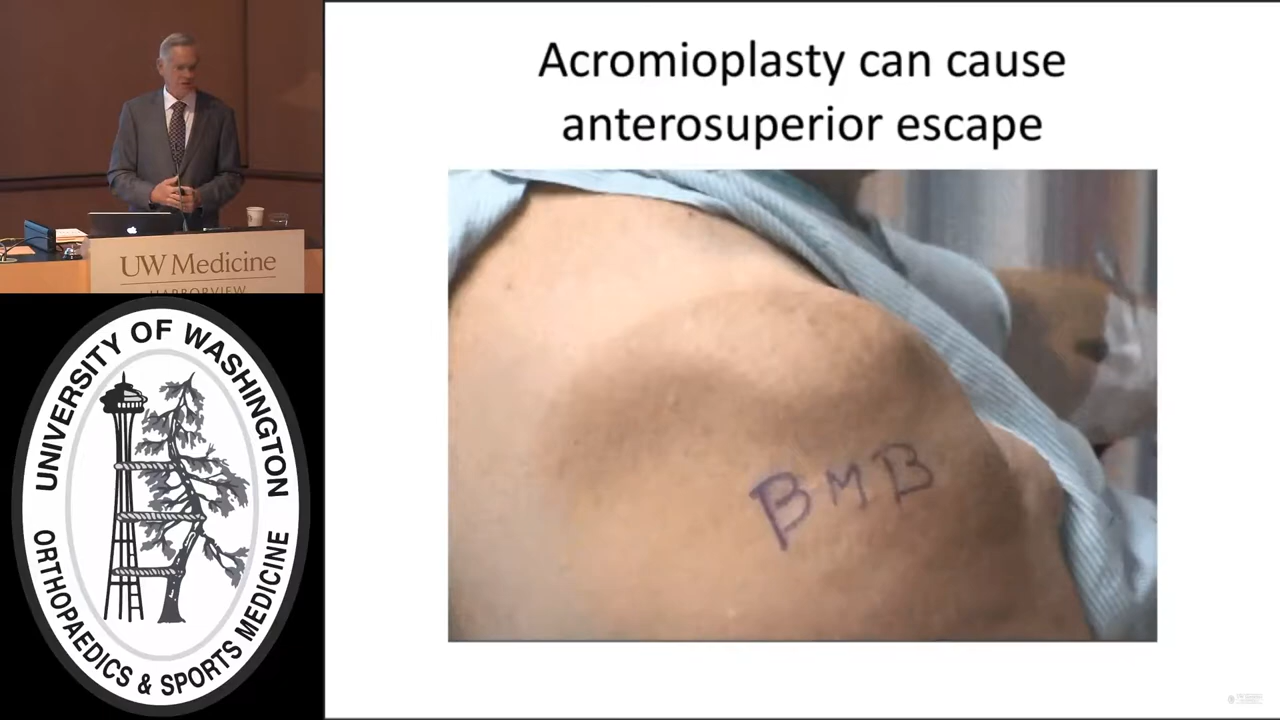 Acromioplasty can cause
anterosuperior escape
BMB
UW Medicine
HARBORVIEW
UNIVERSITY OF WASHINGTON
ORTHOPAEDICS & SPORTS MEDICINE